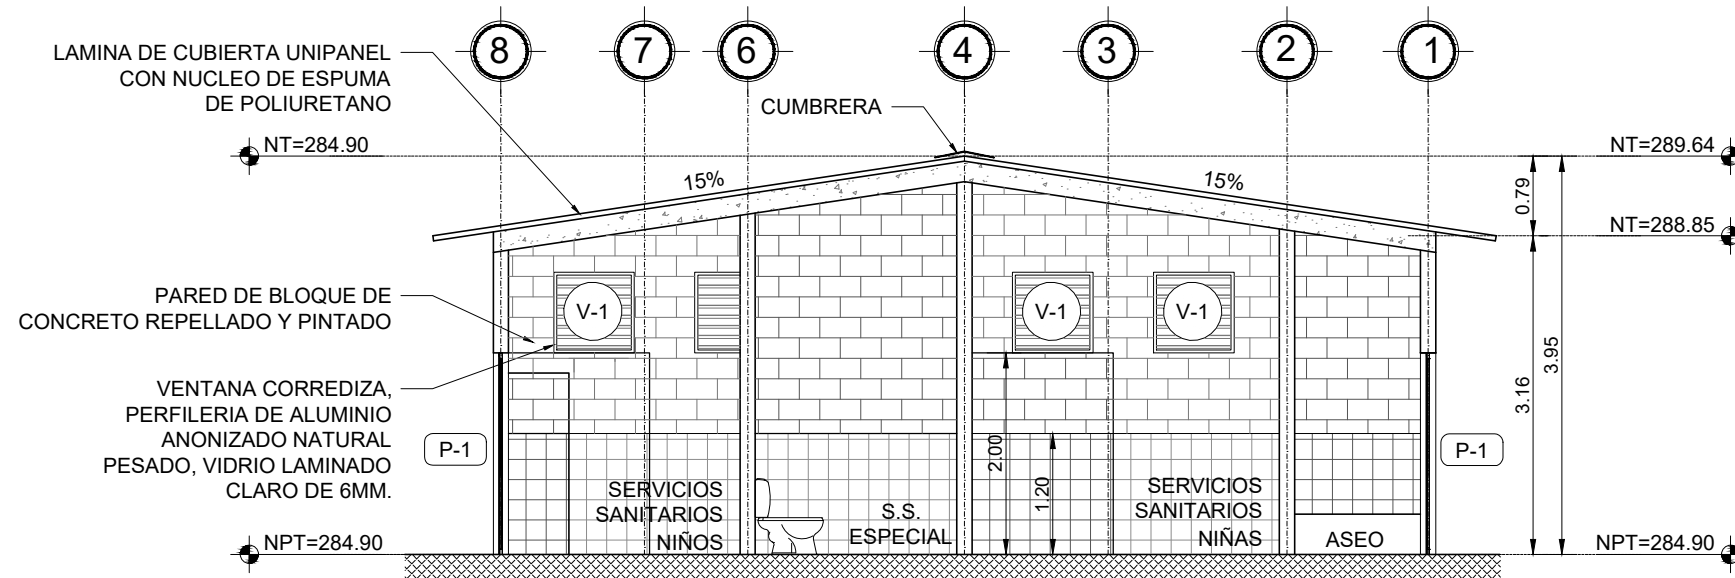 8 7 6 4 3 2 1
LAMINA DE CUBIERTA UNIPANEL
CON NUCLEO DE ESPUMA
DE POLIURETANO
CUMBRERA
NT=284.90
NT=289.64
15%
15%
0.79
NT=288.85
PARED DE BLOQUE DE
CONCRETO REPELLADO Y PINTADO
V-1
V-1
V-1
3.16
3.95
VENTANA CORREDIZA,
PERFILERIA DE ALUMINIO
ANONIZADO NATURAL
PESADO, VIDRIO LAMINADO
CLARO DE 6MM.
P-1
P-1
2.00
1.20
SERVICIOS
SANITARIOS
NIÑOS
S.S.
ESPECIAL
SERVICIOS
SANITARIOS
NIÑAS
ASEO
NPT=284.90
NPT=284.90